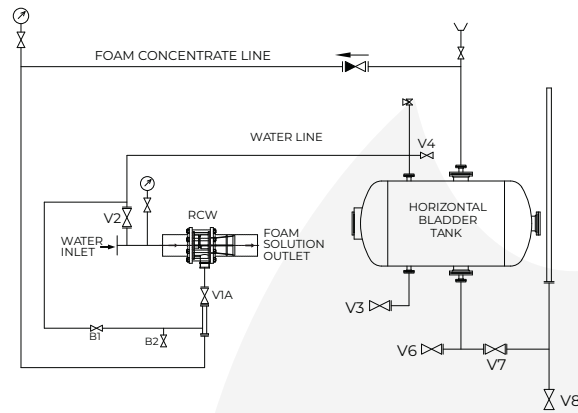 FOAM CONCENTRATE LINE
WATER LINE
V4
HORIZONTAL
BLADDER
TANK
V2
RCW
WATER
INLET
FOAM
SOLUTION
OUTLET
V1A
V3
B1
B2
V6
V7
V8